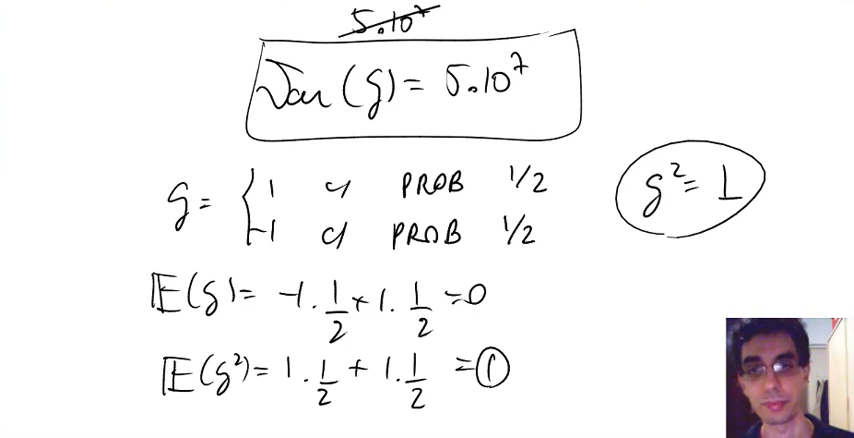 5.10⁷
Var(g) = 5.10⁷
g = { 1 c/ PROB 1/2
-1 c/ PROB 1/2
g² = 1
E(g) = -1. 1/2 + 1. 1/2 = 0
E(g²) = 1. 1/2 + 1. 1/2 = 1